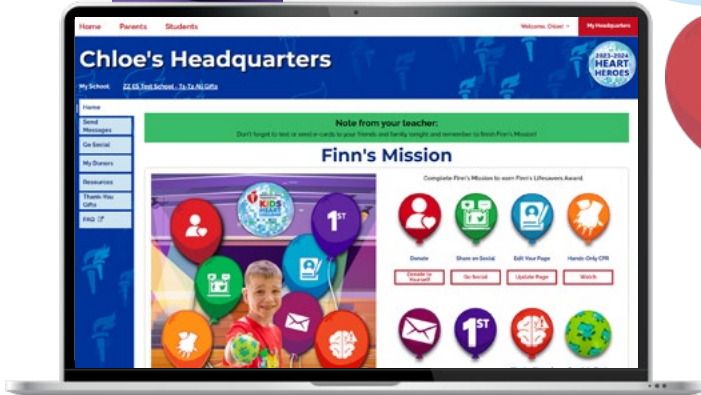 Home Parents Students Welcome, Chloe! My Headquarters
Chloe's Headquarters
2023-2024
HEART
HEROES
My School: ZZ ES Test School - Ts-Tz NJ Gifts
Home
Send
Messages
Go Social
My Donors
Resources
Thank-You
Gifts
FAQ
Note from your teacher:
Don't forget to text or send e-cards to your friends and family tonight and remember to finish Finn's Mission!
Finn's Mission
Complete Finn's Mission to earn Finn's Lifesavers Award.
KIDS
HEART
1ST
Donate Share on Social Edit Your Page Hands-Only CPR
Donate to
Yourself
Go Social Update Page Watch
1ST